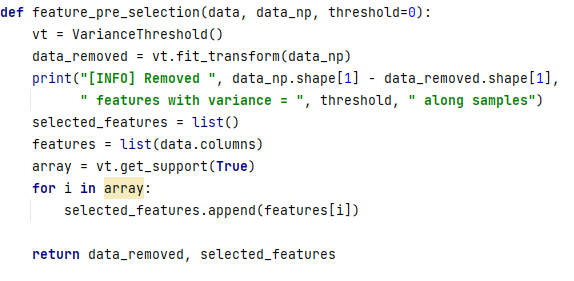 def feature_pre_selection(data, data_np, threshold=0):
    vt = VarianceThreshold()
    data_removed = vt.fit_transform(data_np)
    print("[INFO] Removed ", data_np.shape[1] - data_removed.shape[1],
          " features with variance = ", threshold, " along samples")
    selected_features = list()
    features = list(data.columns)
    array = vt.get_support(True)
    for i in array:
        selected_features.append(features[i])
    return data_removed, selected_features